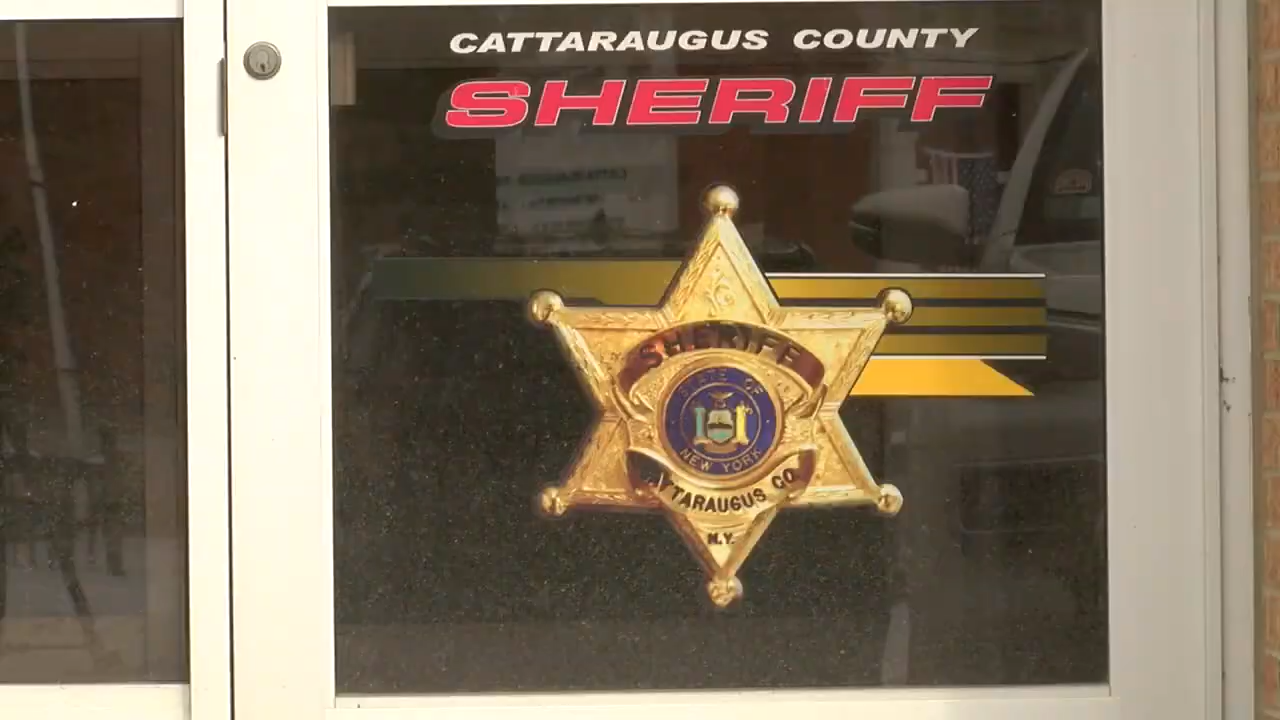 CATTARAUGUS COUNTY
SHERIFF
SHERIFF
STATE OF
NEW YORK
CATTARAUGUS CO.
N.Y.